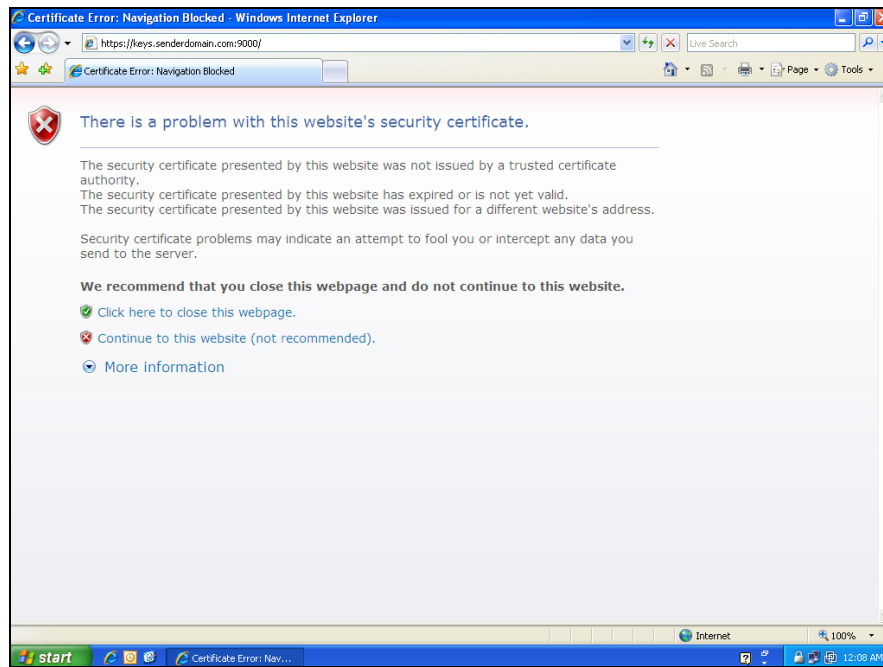 Certificate Error: Navigation Blocked - Windows Internet Explorer
https://keys.senderdomain.com:9000/
Live Search
Certificate Error: Navigation Blocked
Page
Tools
There is a problem with this website's security certificate.
The security certificate presented by this website was not issued by a trusted certificate
authority.
The security certificate presented by this website has expired or is not yet valid.
The security certificate presented by this website was issued for a different website's address.
Security certificate problems may indicate an attempt to fool you or intercept any data you
send to the server.
We recommend that you close this webpage and do not continue to this website.
Click here to close this webpage.
Continue to this website (not recommended).
More information
Internet
100%
start
Certificate Error: Nav...
12:08 AM